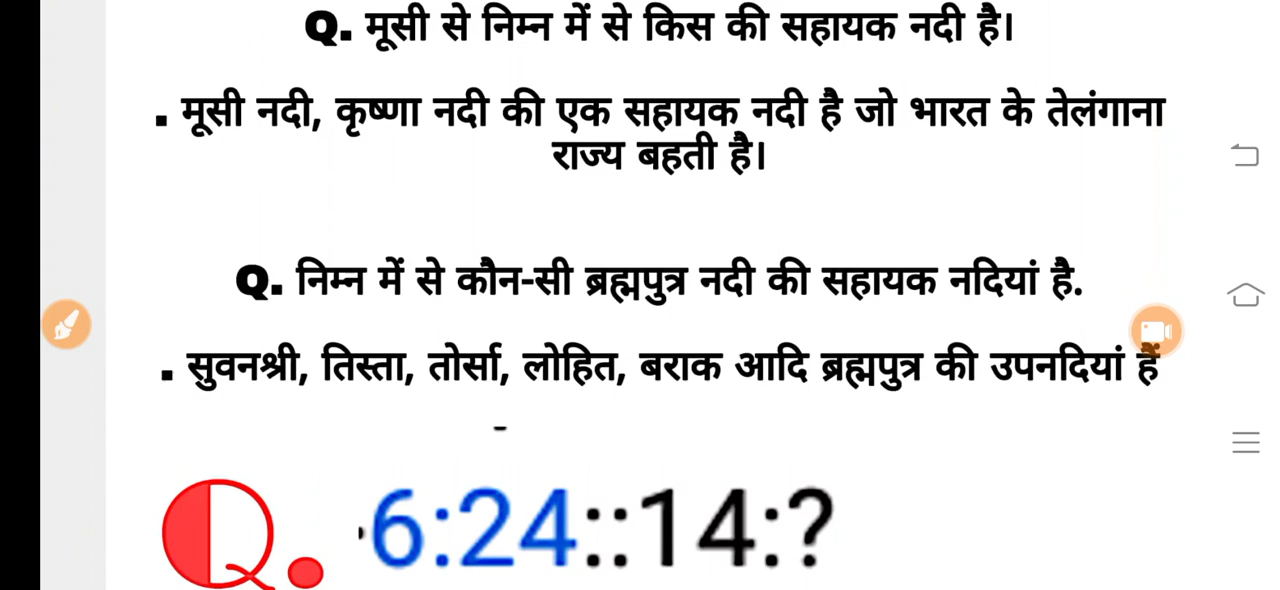 Q. मूसी से निम्न में से किस की सहायक नदी है।
. मूसी नदी, कृष्णा नदी की एक सहायक नदी है जो भारत के तेलंगाना
राज्य बहती है।
Q. निम्न में से कौन-सी ब्रह्मपुत्र नदी की सहायक नदियां है.
. सुवनश्री, तिस्ता, तोर्सा, लोहित, बराक आदि ब्रह्मपुत्र की उपनदियां हैं
Q. 6:24::14:?